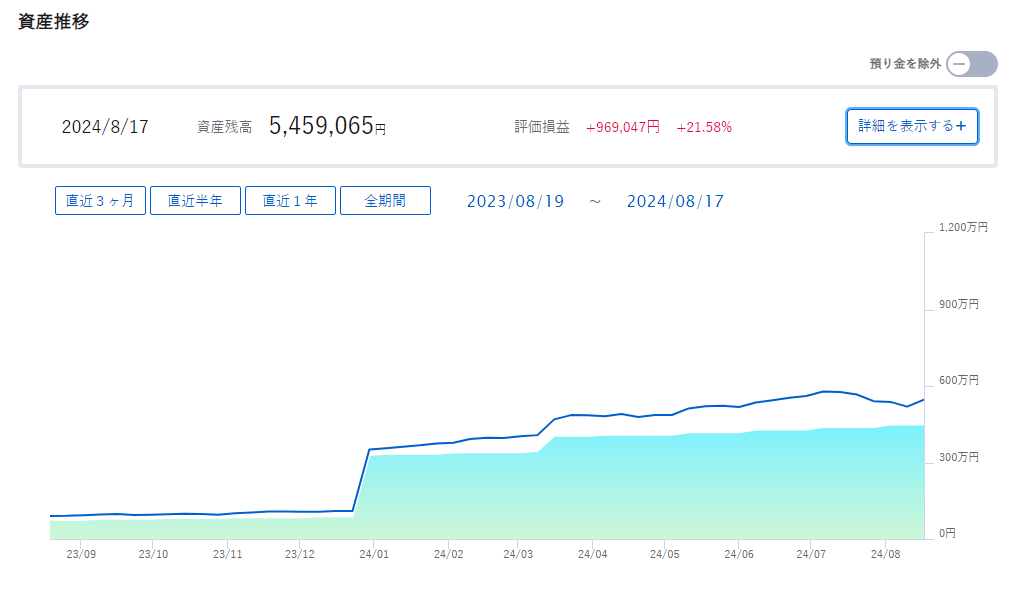 資産推移
預り金を除外
2024/8/17 資産残高 5,459,065円 評価損益 +969,047円 +21.58% 詳細を表示する+
直近3ヶ月 直近半年 直近1年 全期間 2023/08/19 ~ 2024/08/17
1,200万円
900万円
600万円
300万円
0円
23/09 23/10 23/11 23/12 24/01 24/02 24/03 24/04 24/05 24/06 24/07 24/08